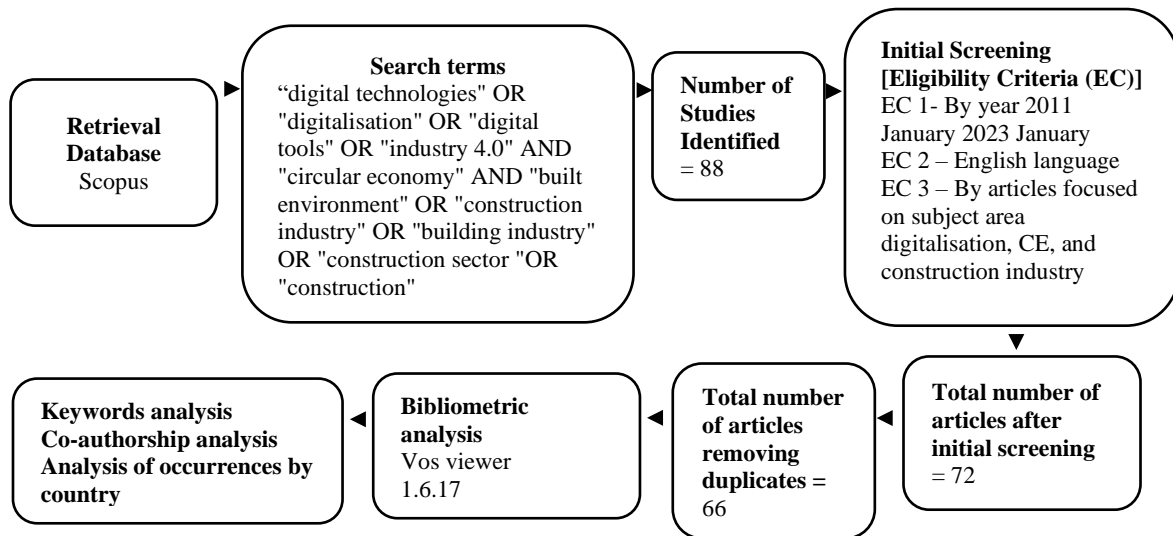 Retrieval
Database
Scopus
Search terms
“digital technologies" OR
"digitalisation" OR "digital
tools" OR "industry 4.0" AND
"circular economy" AND "built
environment" OR "construction
industry" OR "building industry"
OR "construction sector "OR
"construction"
Number of
Studies
Identified
= 88
Initial Screening
[Eligibility Criteria (EC)]
EC 1- By year 2011
January 2023 January
EC 2 – English language
EC 3 – By articles focused
on subject area
digitalisation, CE, and
construction industry
Total number of
articles after
initial screening
= 72
Total number
of articles
removing
duplicates =
66
Bibliometric
analysis
Vos viewer
1.6.17
Keywords analysis
Co-authorship analysis
Analysis of occurrences by
country